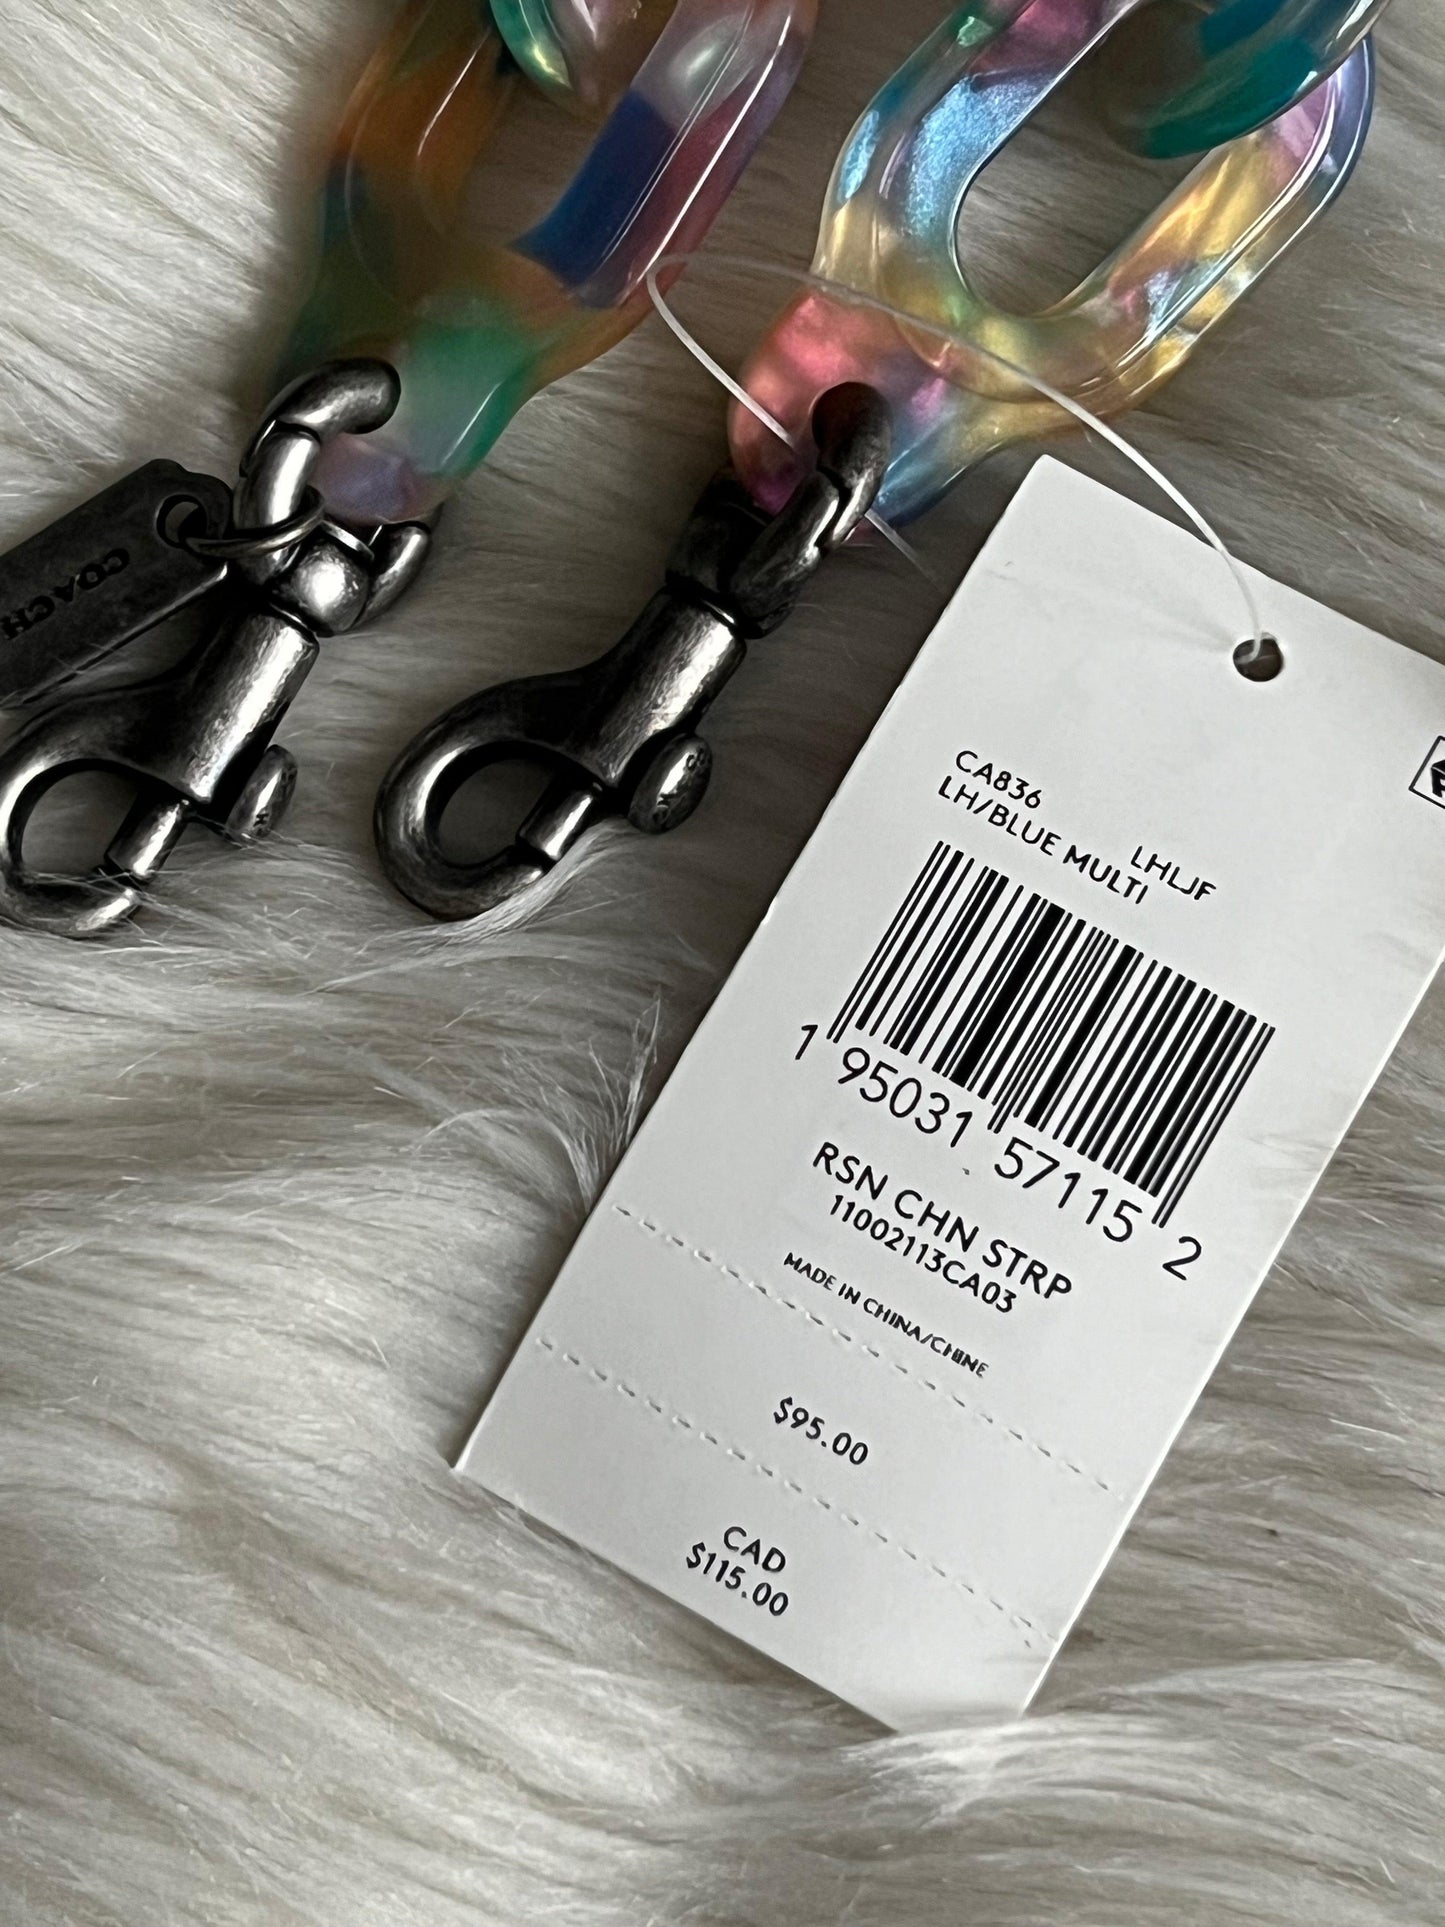 COACH
CA836
LH/BLUE MULTI
LHLJF
1 95031 57115 2
RSN CHN STRP
11002113CA03
MADE IN CHINA/CHINE
$95.00
CAD
$115.00